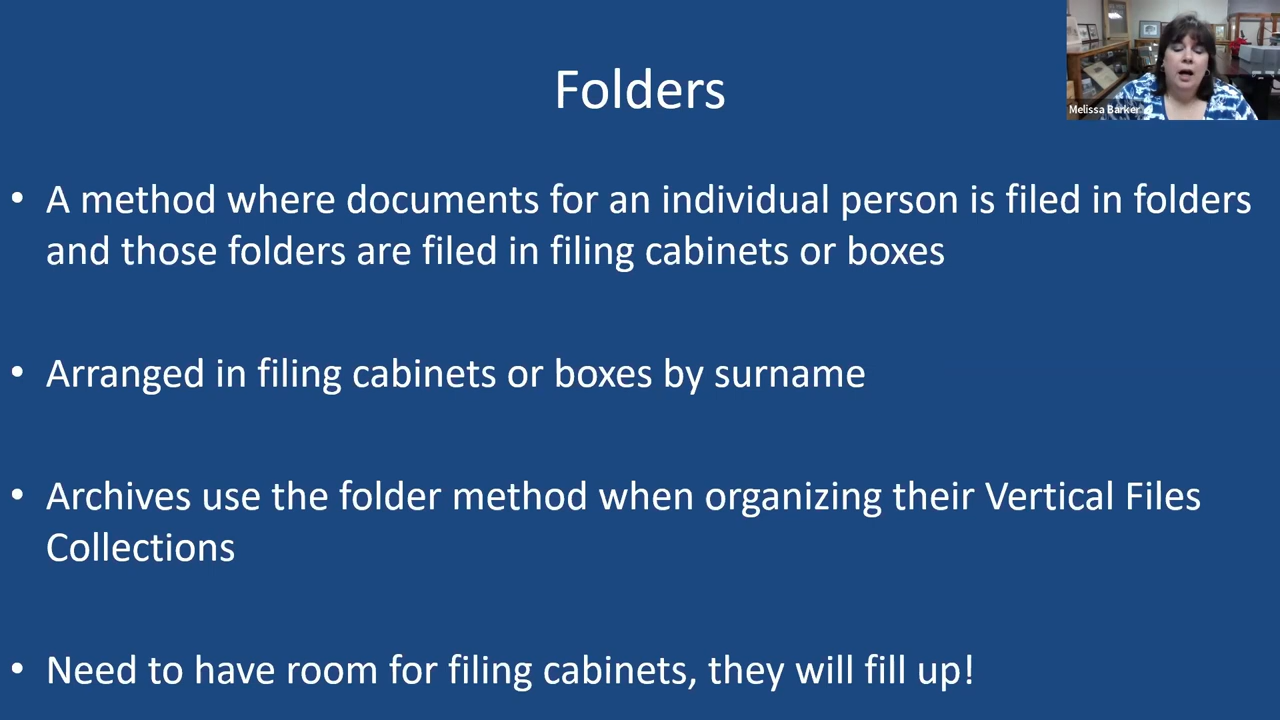 Folders
Melissa Barker
• A method where documents for an individual person is filed in folders
and those folders are filed in filing cabinets or boxes
• Arranged in filing cabinets or boxes by surname
• Archives use the folder method when organizing their Vertical Files
Collections
• Need to have room for filing cabinets, they will fill up!